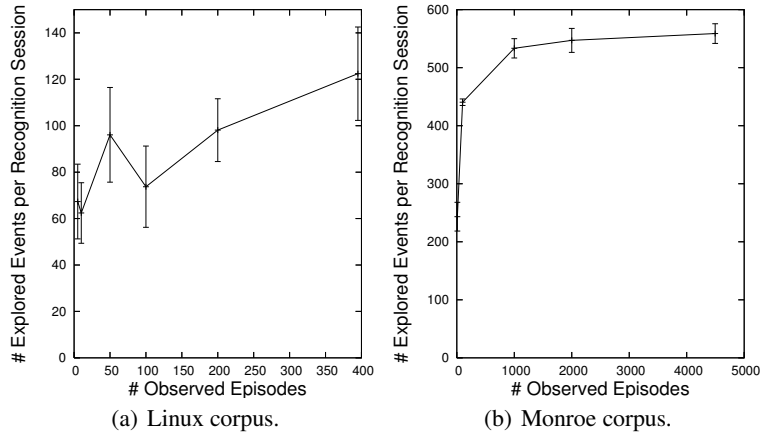 # Explored Events per Recognition Session
140
120
100
80
60
40
20
0
0 50 100 150 200 250 300 350 400
# Observed Episodes
(a) Linux corpus.
# Explored Events per Recognition Session
600
500
400
300
200
100
0
0 1000 2000 3000 4000 5000
# Observed Episodes
(b) Monroe corpus.